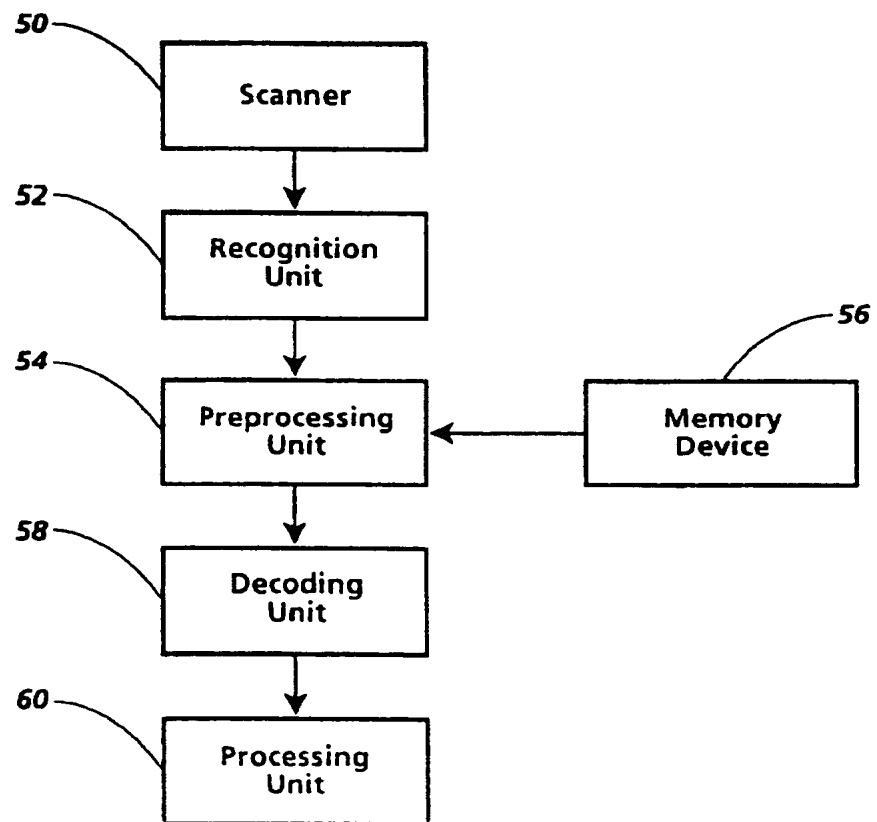 50
Scanner
52
Recognition
Unit
56
54
Preprocessing
Unit
Memory
Device
58
Decoding
Unit
60
Processing
Unit